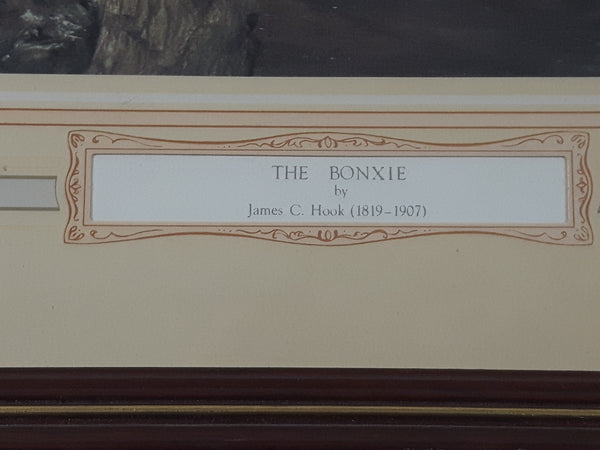 THE BONXIE
by
James C. Hook (1819-1907)